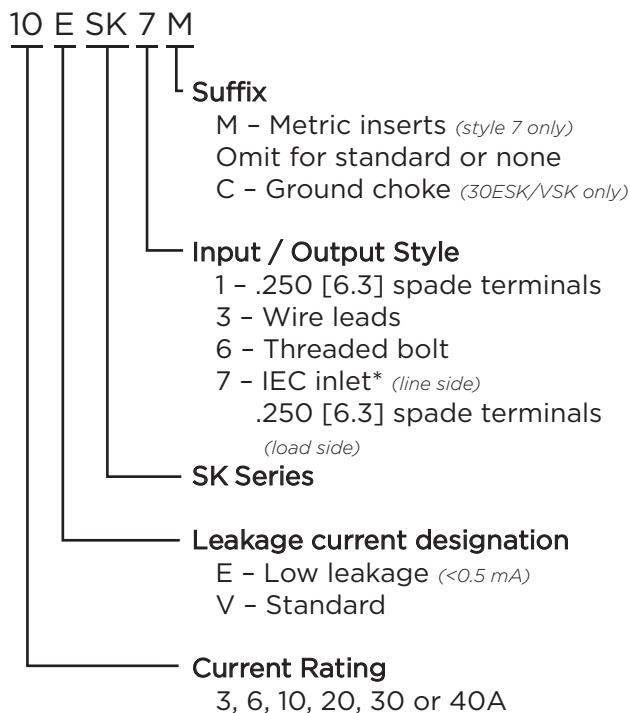 10 E SK 7 M
Suffix
M – Metric inserts (style 7 only)
Omit for standard or none
C – Ground choke (30ESK/VSK only)
Input / Output Style
1 – .250 [6.3] spade terminals
3 – Wire leads
6 – Threaded bolt
7 – IEC inlet* (line side)
.250 [6.3] spade terminals
(load side)
SK Series
Leakage current designation
E – Low leakage (<0.5 mA)
V – Standard
Current Rating
3, 6, 10, 20, 30 or 40A